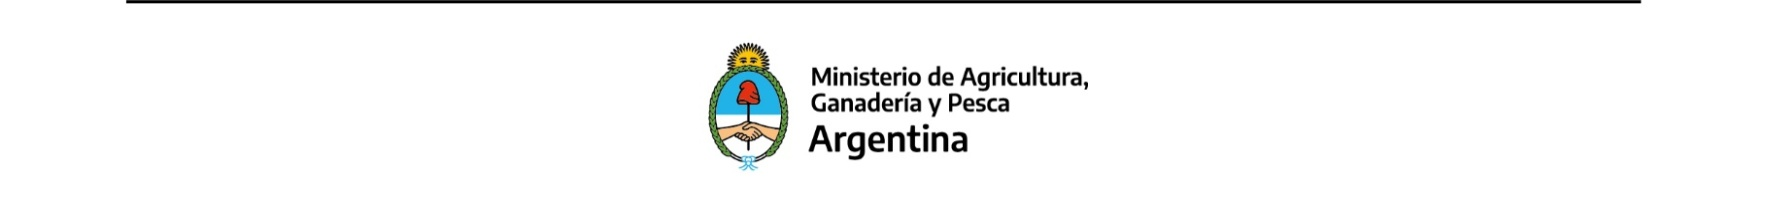 Ministerio de Agricultura,
Ganadería y Pesca
Argentina